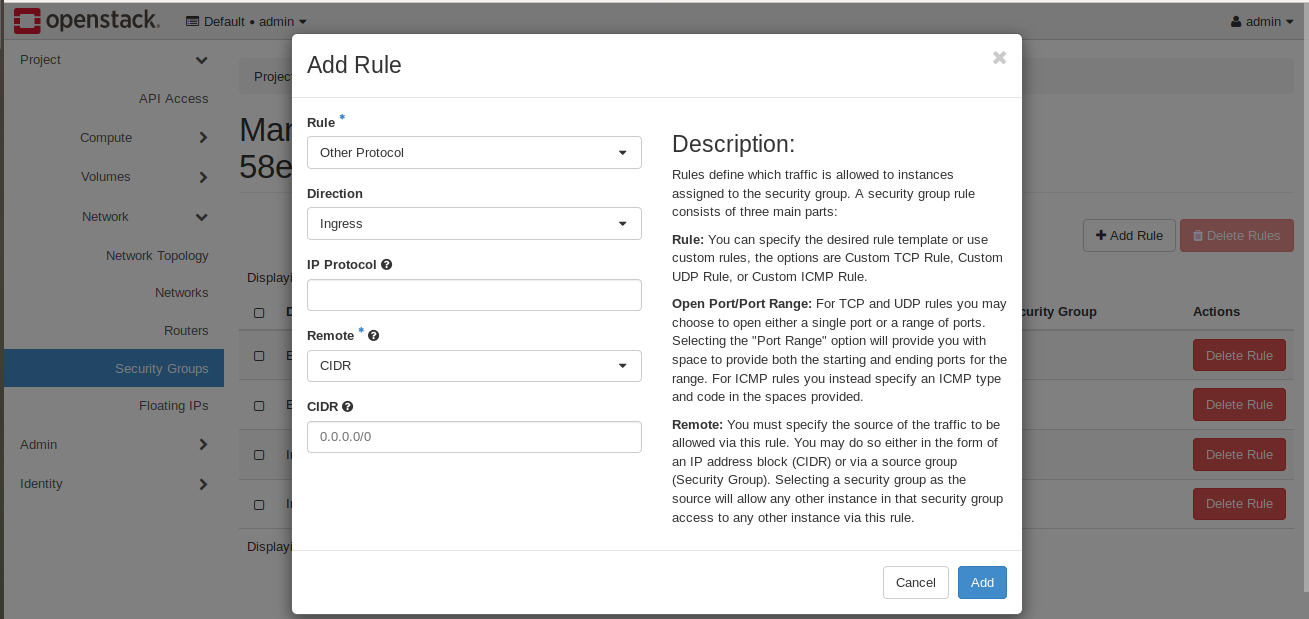 openstack.
Default • admin
admin
Project
API Access
Compute
Volumes
Network
Network Topology
Networks
Routers
Security Groups
Floating IPs
Admin
Identity
Add Rule
Delete Rules
Actions
Delete Rule
Delete Rule
Delete Rule
Delete Rule
Add Rule
Rule *
Other Protocol
Direction
Ingress
IP Protocol
Remote *
CIDR
CIDR
0.0.0.0/0
Description:
Rules define which traffic is allowed to instances
assigned to the security group. A security group rule
consists of three main parts:
Rule: You can specify the desired rule template or use
custom rules, the options are Custom TCP Rule, Custom
UDP Rule, or Custom ICMP Rule.
Open Port/Port Range: For TCP and UDP rules you may
choose to open either a single port or a range of ports.
Selecting the "Port Range" option will provide you with
space to provide both the starting and ending ports for the
range. For ICMP rules you instead specify an ICMP type
and code in the spaces provided.
Remote: You must specify the source of the traffic to be
allowed via this rule. You may do so either in the form of
an IP address block (CIDR) or via a source group
(Security Group). Selecting a security group as the
source will allow any other instance in that security group
access to any other instance via this rule.
Cancel
Add